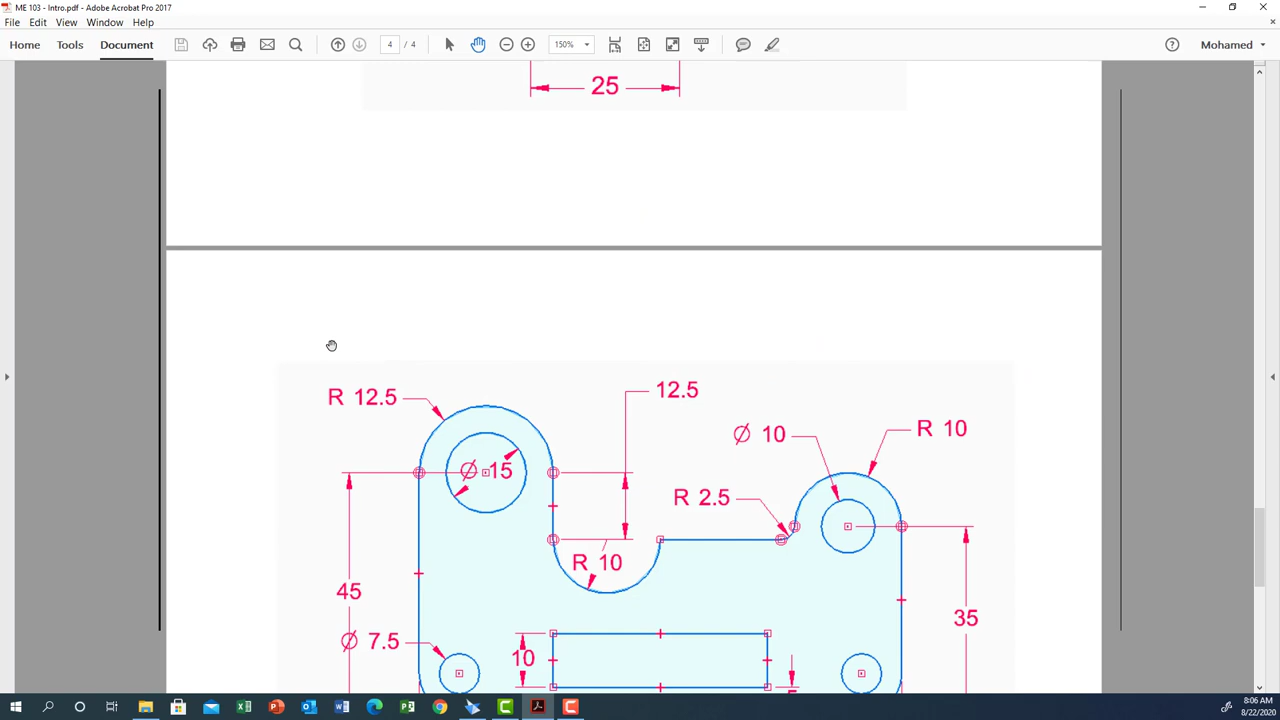 ME 103 - Intro.pdf - Adobe Acrobat Pro 2017
File Edit View Window Help
Home Tools Document 4 / 4 150% Mohamed
25
R 12.5
12.5
Ø 10
R 10
Ø 15
R 2.5
R 10
45
35
Ø 7.5
10
8:06 AM
8/22/2020